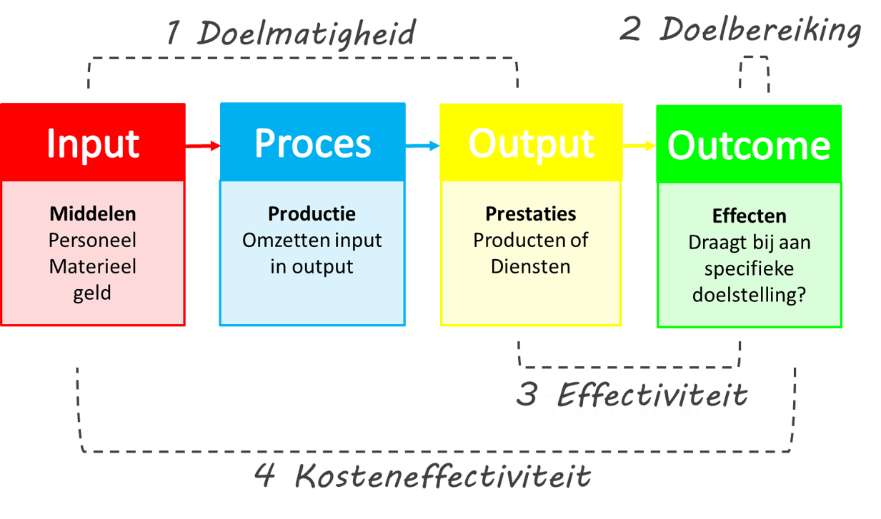 1 Doelmatigheid
2 Doelbereiking
Input
Proces
Output
Outcome
Middelen
Personeel
Materieel
geld
Productie
Omzetten input
in output
Prestaties
Producten of
Diensten
Effecten
Draagt bij aan
specifieke
doelstelling?
3 Effectiviteit
4 Kosteneffectiviteit